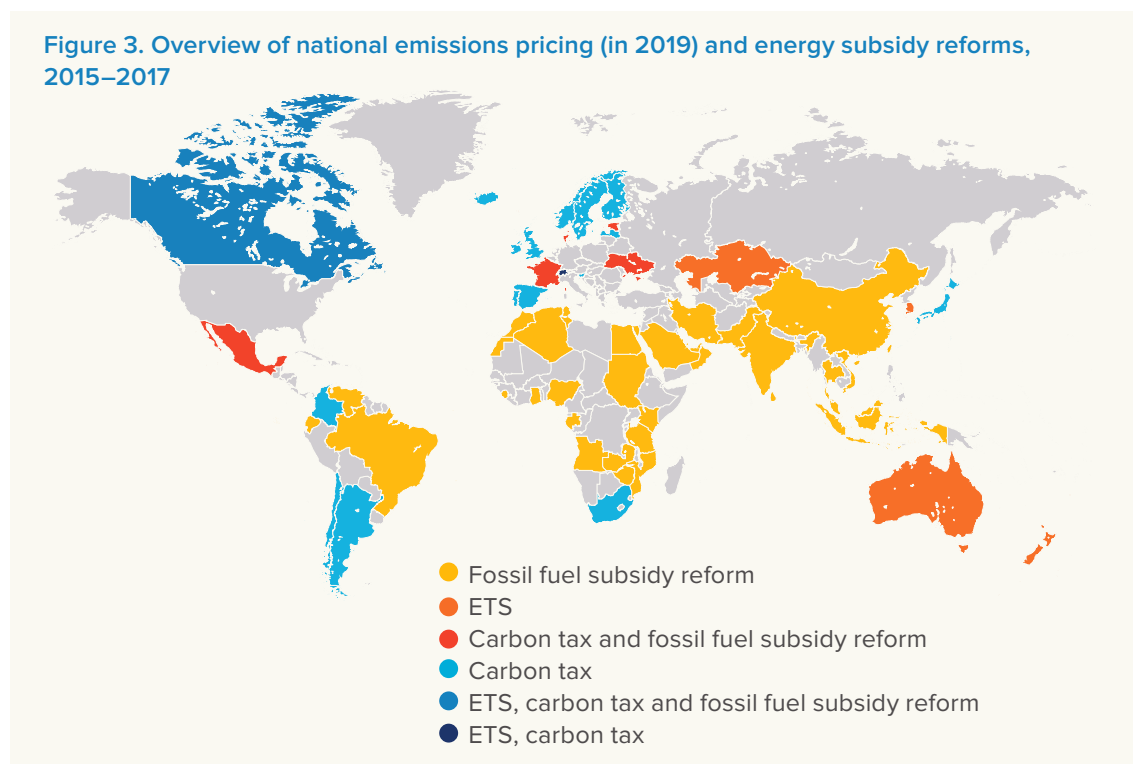 Figure 3. Overview of national emissions pricing (in 2019) and energy subsidy reforms,
2015–2017
Fossil fuel subsidy reform
ETS
Carbon tax and fossil fuel subsidy reform
Carbon tax
ETS, carbon tax and fossil fuel subsidy reform
ETS, carbon tax